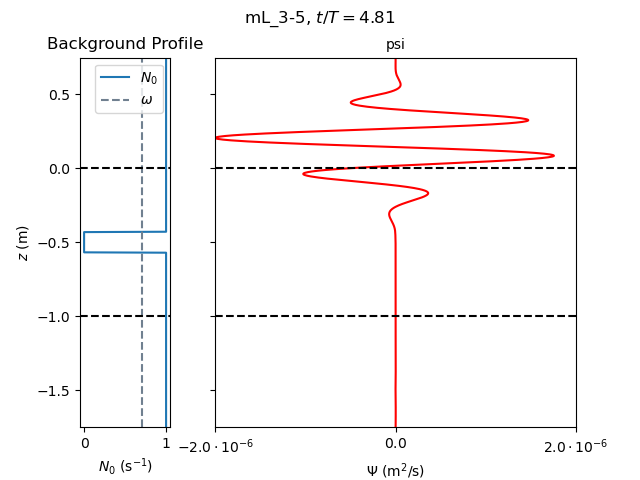 mL_3-5, t/T = 4.81
Background Profile
psi
N₀
ω
0.5
0.0
−0.5
−1.0
−1.5
z (m)
0 1
−2.0·10⁻⁶ 0.0 2.0·10⁻⁶
N₀ (s⁻¹)
Ψ (m²/s)